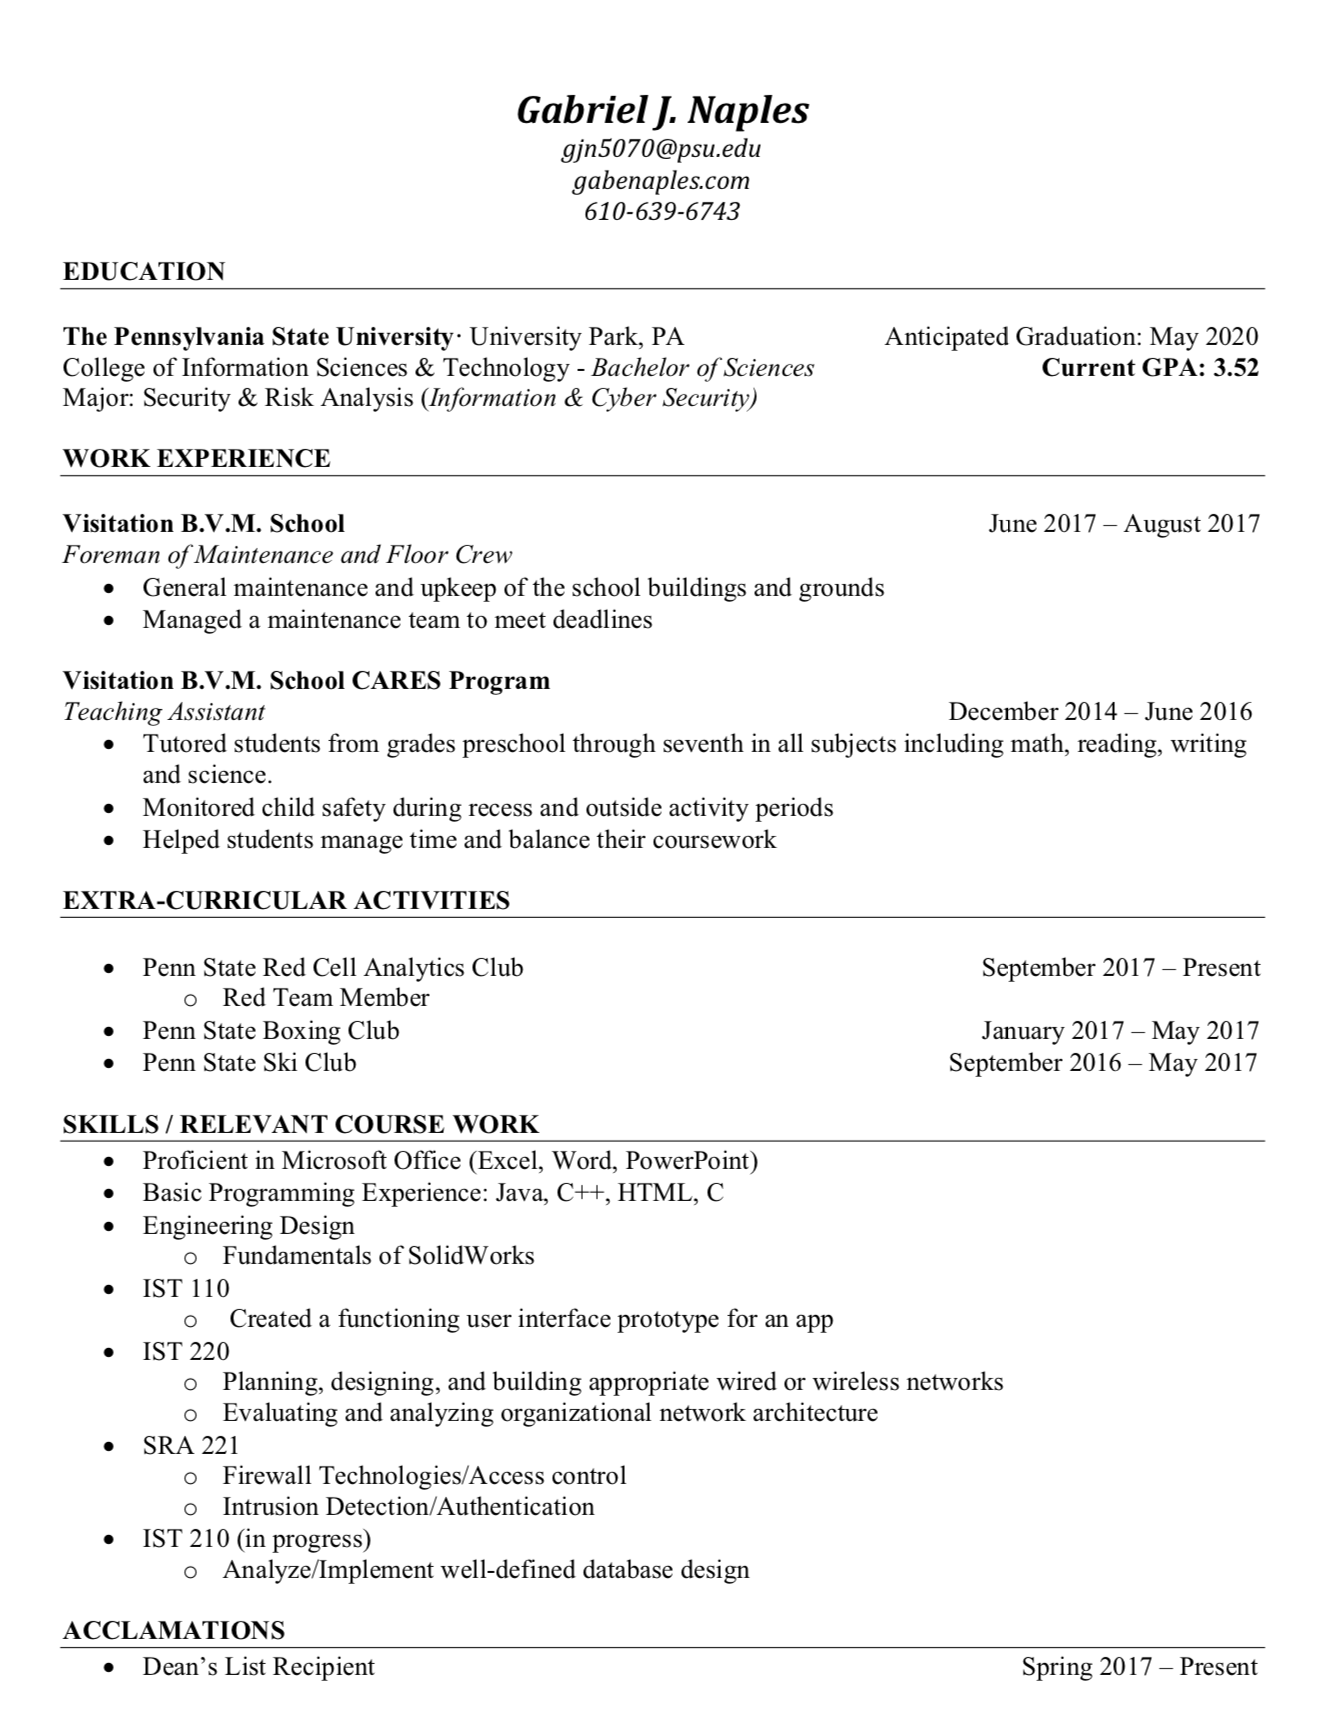 Gabriel J. Naples
gjn5070@psu.edu
gabenaples.com
610-639-6743
EDUCATION
The Pennsylvania State University· University Park, PA Anticipated Graduation: May 2020
College of Information Sciences & Technology - Bachelor of Sciences Current GPA: 3.52
Major: Security & Risk Analysis (Information & Cyber Security)
WORK EXPERIENCE
Visitation B.V.M. School June 2017 – August 2017
Foreman of Maintenance and Floor Crew
• General maintenance and upkeep of the school buildings and grounds
• Managed a maintenance team to meet deadlines
Visitation B.V.M. School CARES Program
Teaching Assistant December 2014 – June 2016
• Tutored students from grades preschool through seventh in all subjects including math, reading, writing
and science.
• Monitored child safety during recess and outside activity periods
• Helped students manage time and balance their coursework
EXTRA-CURRICULAR ACTIVITIES
• Penn State Red Cell Analytics Club September 2017 – Present
o Red Team Member
• Penn State Boxing Club January 2017 – May 2017
• Penn State Ski Club September 2016 – May 2017
SKILLS / RELEVANT COURSE WORK
• Proficient in Microsoft Office (Excel, Word, PowerPoint)
• Basic Programming Experience: Java, C++, HTML, C
• Engineering Design
o Fundamentals of SolidWorks
• IST 110
o Created a functioning user interface prototype for an app
• IST 220
o Planning, designing, and building appropriate wired or wireless networks
o Evaluating and analyzing organizational network architecture
• SRA 221
o Firewall Technologies/Access control
o Intrusion Detection/Authentication
• IST 210 (in progress)
o Analyze/Implement well-defined database design
ACCLAMATIONS
• Dean’s List Recipient Spring 2017 – Present